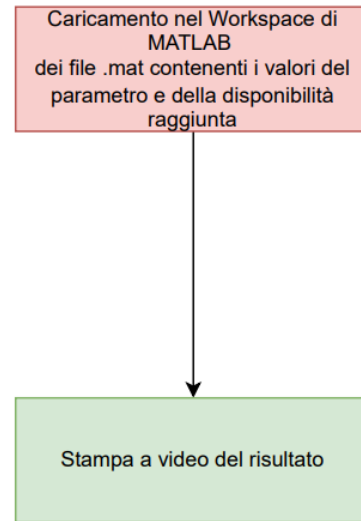 Caricamento nel Workspace di
MATLAB
dei file .mat contenenti i valori del
parametro e della disponibilità
raggiunta
Stampa a video del risultato